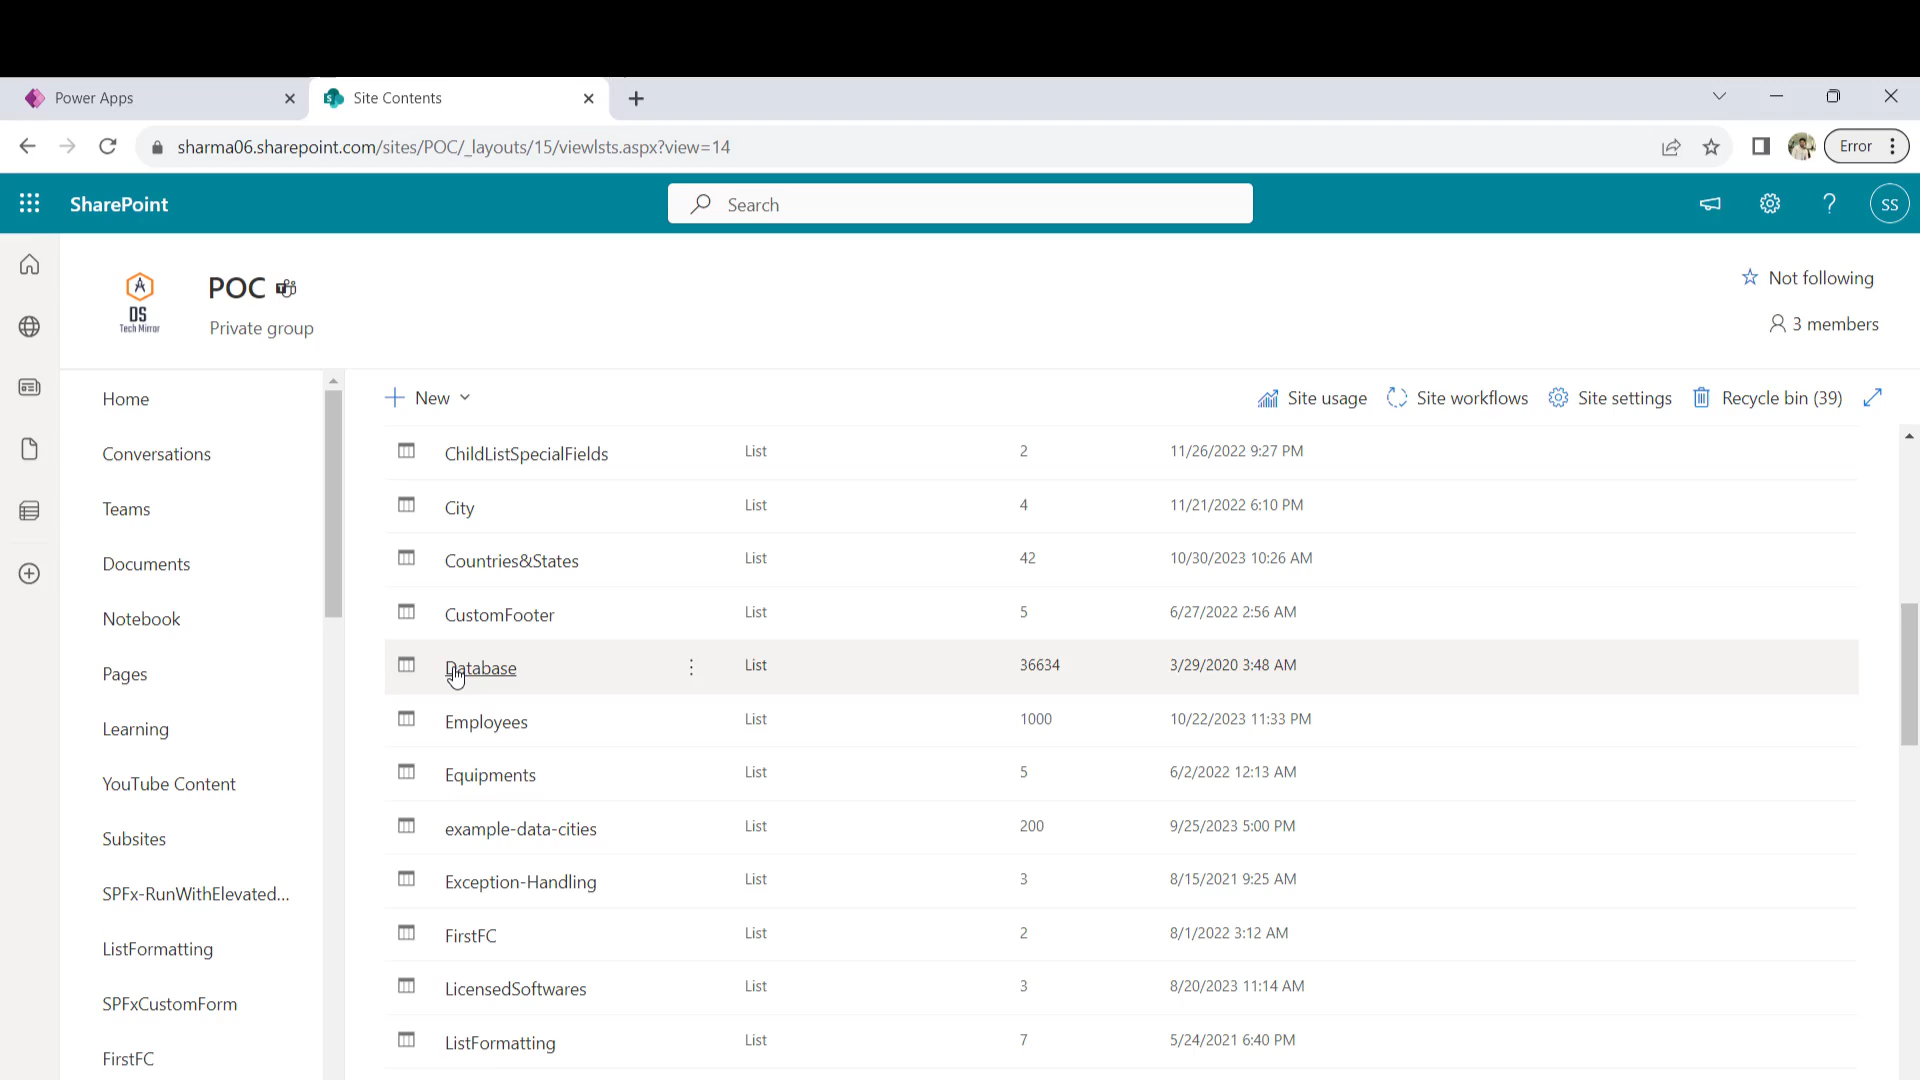 Power Apps
Site Contents
sharma06.sharepoint.com/sites/POC/_layouts/15/viewlsts.aspx?view=14
Error
SharePoint
Search
SS
DS
Tech Mirror
POC
Private group
Not following
3 members
Home
Conversations
Teams
Documents
Notebook
Pages
Learning
YouTube Content
Subsites
SPFx-RunWithElevated...
ListFormatting
SPFxCustomForm
FirstFC
New
Site usage
Site workflows
Site settings
Recycle bin (39)
ChildListSpecialFields List 2 11/26/2022 9:27 PM
City List 4 11/21/2022 6:10 PM
Countries&States List 42 10/30/2023 10:26 AM
CustomFooter List 5 6/27/2022 2:56 AM
Database List 36634 3/29/2020 3:48 AM
Employees List 1000 10/22/2023 11:33 PM
Equipments List 5 6/2/2022 12:13 AM
example-data-cities List 200 9/25/2023 5:00 PM
Exception-Handling List 3 8/15/2021 9:25 AM
FirstFC List 2 8/1/2022 3:12 AM
LicensedSoftwares List 3 8/20/2023 11:14 AM
ListFormatting List 7 5/24/2021 6:40 PM